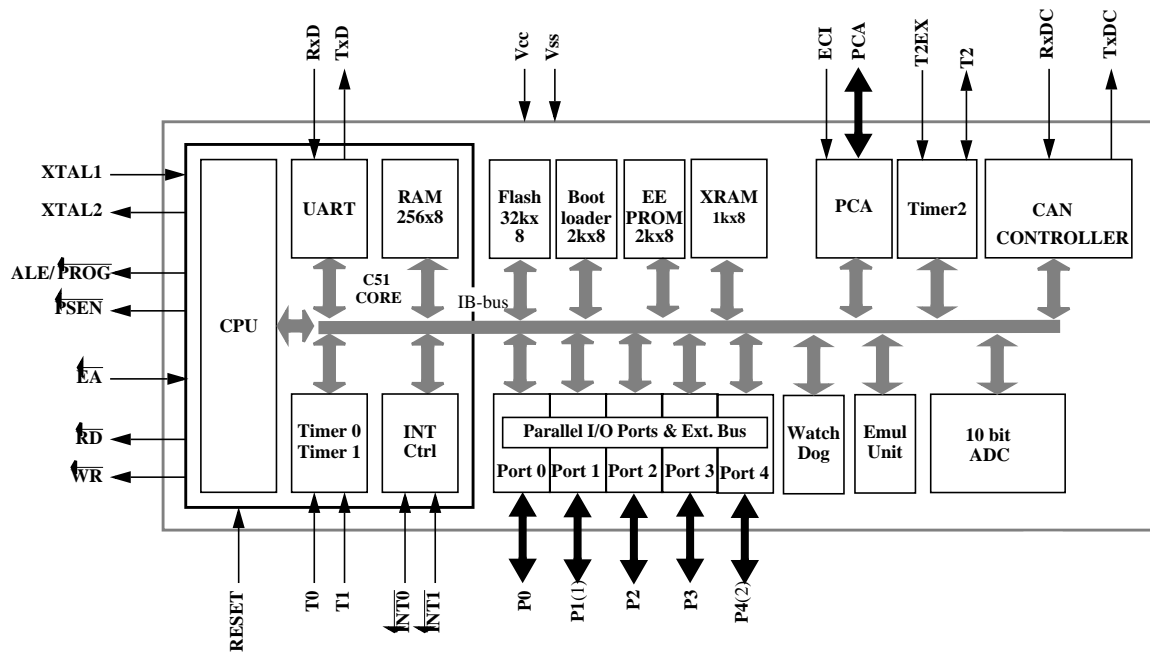 RxD
TxD
Vcc
Vss
ECI
PCA
T2EX
T2
RxDC
TxDC
XTAL1
XTAL2
ALE/PROG
PSEN
EA
RD
WR
CPU
UART
RAM
256x8
C51
CORE
IB-bus
Timer 0
Timer 1
INT
Ctrl
Flash
32kx
8
Boot
loader
2kx8
EE
PROM
2kx8
XRAM
1kx8
PCA
Timer2
CAN
CONTROLLER
Parallel I/O Ports & Ext. Bus
Port 0
Port 1
Port 2
Port 3
Port 4
Watch
Dog
Emul
Unit
10 bit
ADC
RESET
T0
T1
INT0
INT1
P0
P1(1)
P2
P3
P4(2)